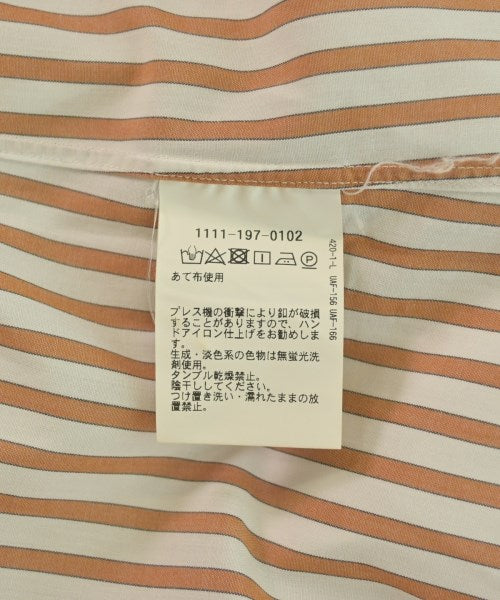 1111-197-0102
あて布使用
プレス機の衝撃により釦が破損
することがありますので、ハン
ドアイロン仕上げをお勧めしま
す。
生成・淡色系の色物は無蛍光洗
剤使用。
タンブル乾燥禁止。
陰干ししてください。
つけ置き洗い・濡れたままの放
置禁止。
420-1-L UMF-156 UMF-166